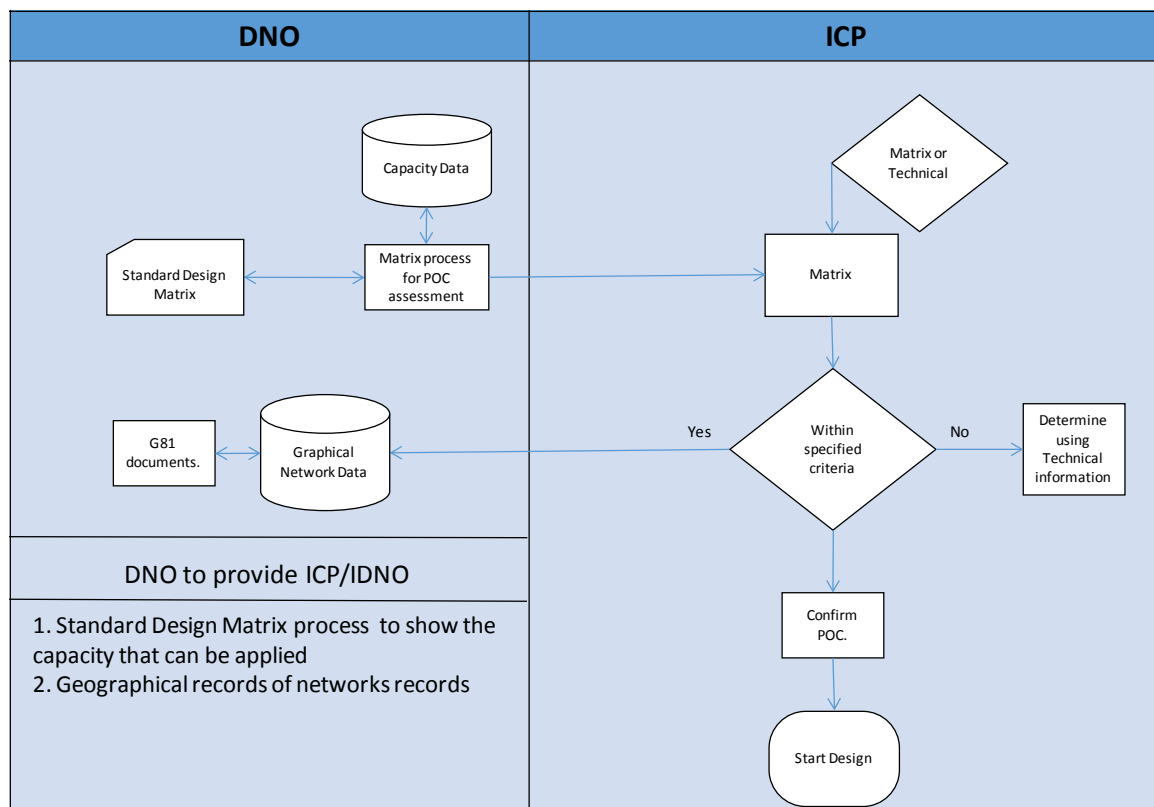 DNO
ICP
Capacity Data
Matrix or
Technical
Standard Design
Matrix
Matrix process
for POC
assessment
Matrix
G81
documents.
Graphical
Network Data
Yes
Within
specified
criteria
No
Determine
using
Technical
information
DNO to provide ICP/IDNO
1. Standard Design Matrix process to show the
capacity that can be applied
2. Geographical records of networks records
Confirm
POC.
Start Design